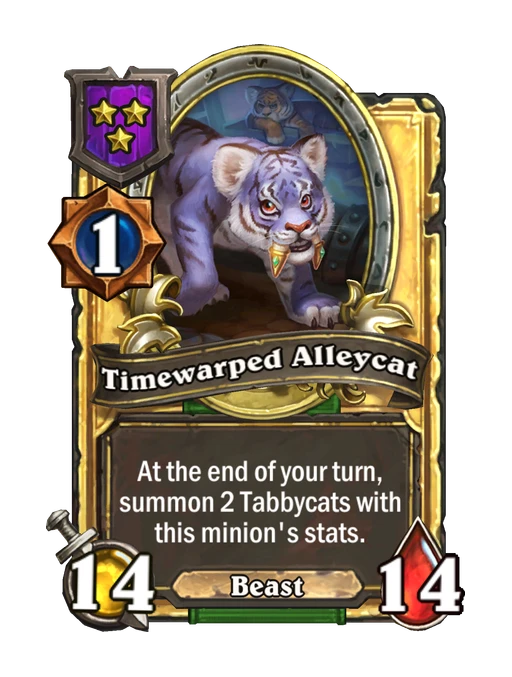 1
Timewarped Alleycat
At the end of your turn,
summon 2 Tabbycats with
this minion's stats.
14
Beast
14